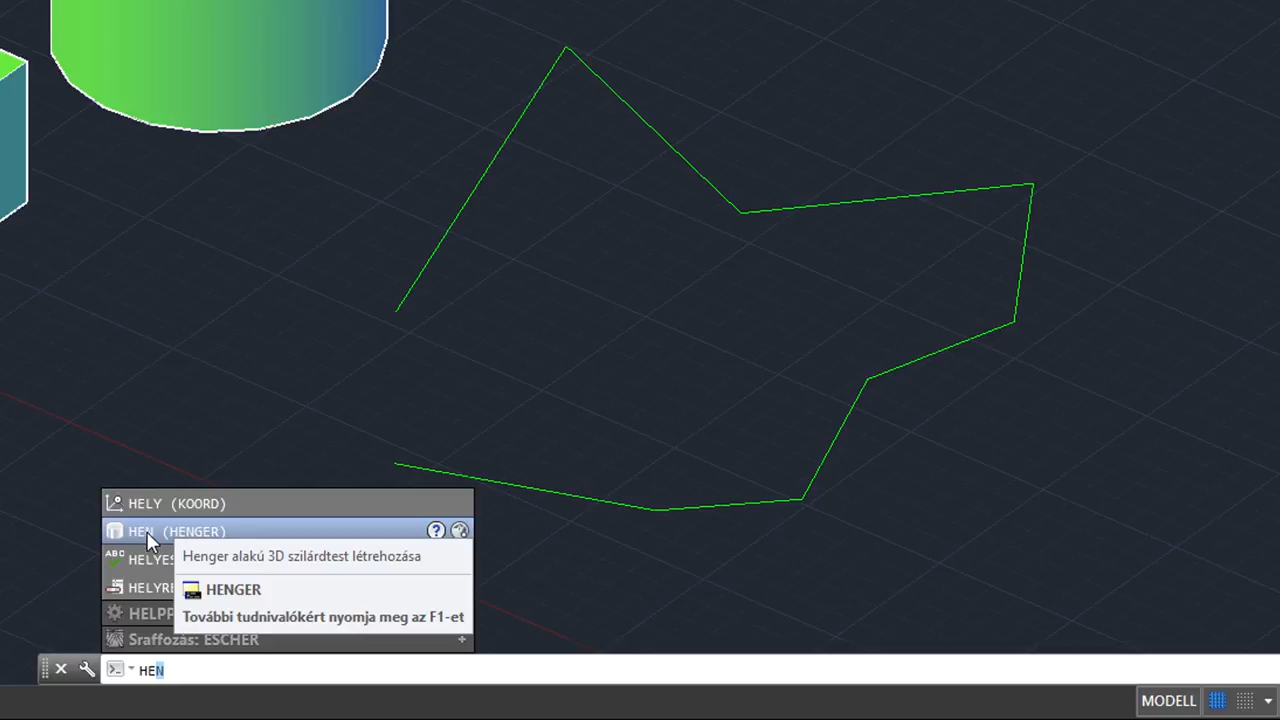 HELY (KOORD)
HEN (HENGER)
Henger alakú 3D szilárdtest létrehozása
ABC
HELYES
HENGER
HELYRE
További tudnivalókért nyomja meg az F1-et
HELPP
Sraffozás: ESCHER
HEN
MODELL